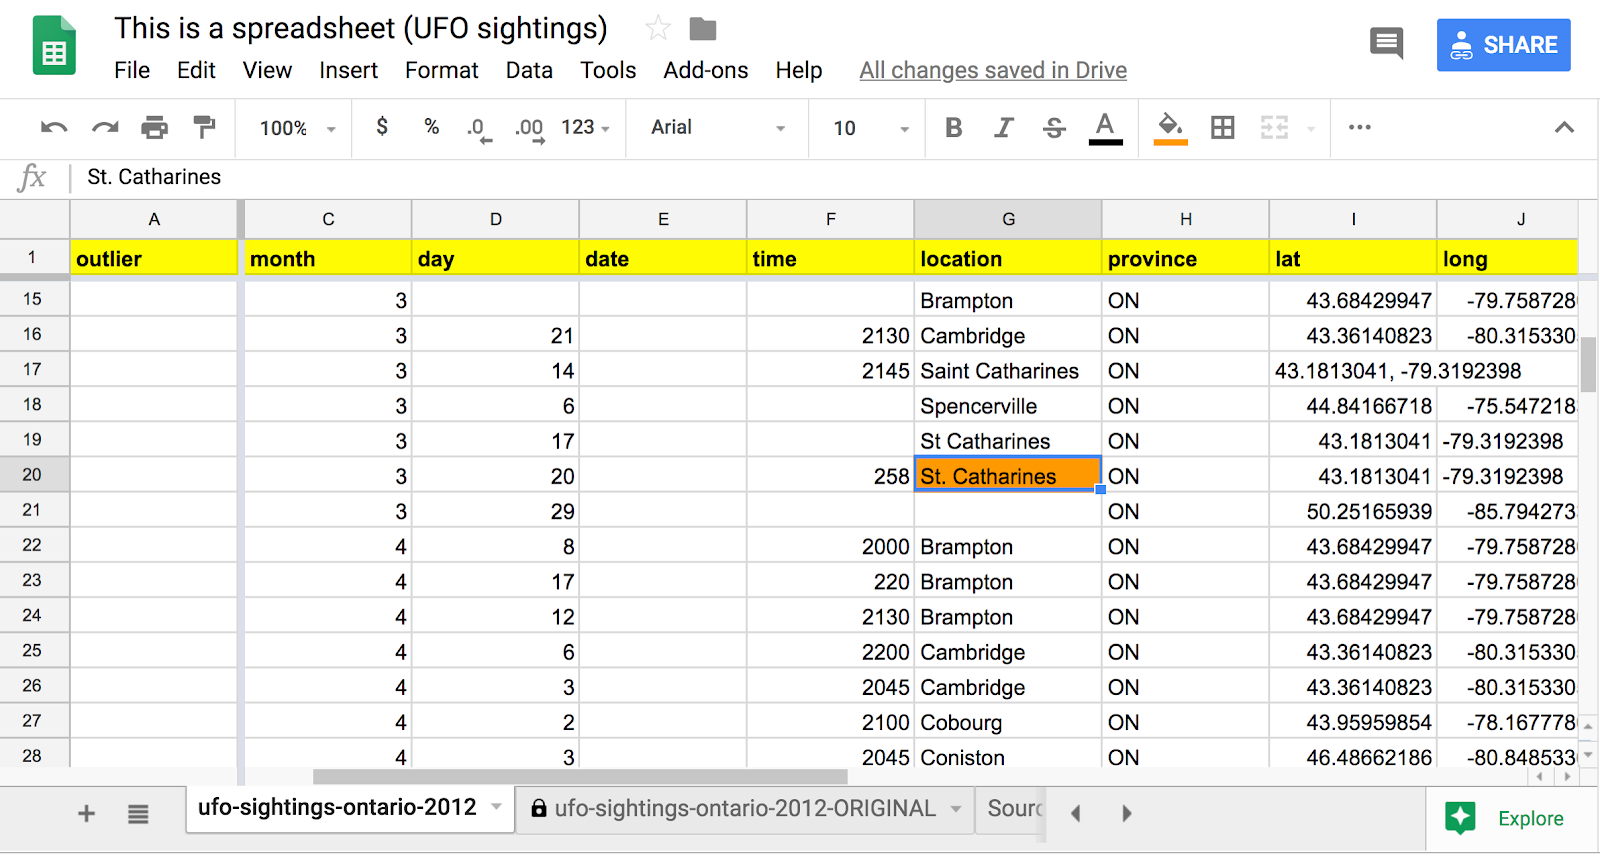 This is a spreadsheet (UFO sightings)
File Edit View Insert Format Data Tools Add-ons Help All changes saved in Drive
SHARE
100% $ % .0 .00 123 Arial 10 B I S A
fx St. Catharines
A C D E F G H I J
1 outlier month day date time location province lat long
15 3 Brampton ON 43.68429947 -79.758728
16 3 21 2130 Cambridge ON 43.36140823 -80.315330
17 3 14 2145 Saint Catharines ON 43.1813041, -79.3192398
18 3 6 Spencerville ON 44.84166718 -75.547218
19 3 17 St Catharines ON 43.1813041 -79.3192398
20 3 20 258 St. Catharines ON 43.1813041 -79.3192398
21 3 29 ON 50.25165939 -85.794273
22 4 8 2000 Brampton ON 43.68429947 -79.758728
23 4 17 220 Brampton ON 43.68429947 -79.758728
24 4 12 2130 Brampton ON 43.68429947 -79.758728
25 4 6 2200 Cambridge ON 43.36140823 -80.315330
26 4 3 2045 Cambridge ON 43.36140823 -80.315330
27 4 2 2100 Cobourg ON 43.95959854 -78.167778
28 4 3 2045 Coniston ON 46.48662186 -80.848533
ufo-sightings-ontario-2012 ufo-sightings-ontario-2012-ORIGINAL Sourc
Explore